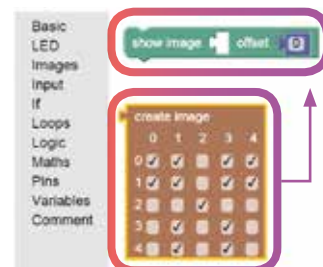 Basic
LED
Images
Input
If
Loops
Logic
Maths
Pins
Variables
Comment
show image offset 0
create image
0 1 2 3 4
0
1
2
3
4